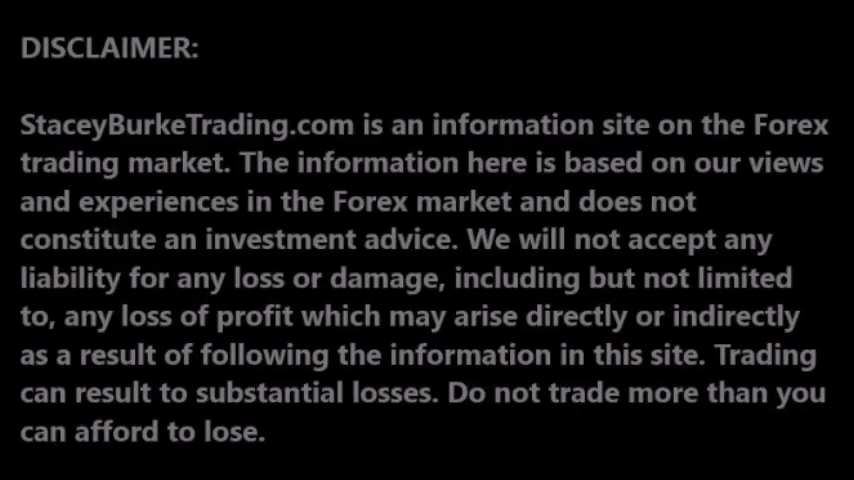 DISCLAIMER:
StaceyBurkeTrading.com is an information site on the Forex
trading market. The information here is based on our views
and experiences in the Forex market and does not
constitute an investment advice. We will not accept any
liability for any loss or damage, including but not limited
to, any loss of profit which may arise directly or indirectly
as a result of following the information in this site. Trading
can result to substantial losses. Do not trade more than you
can afford to lose.